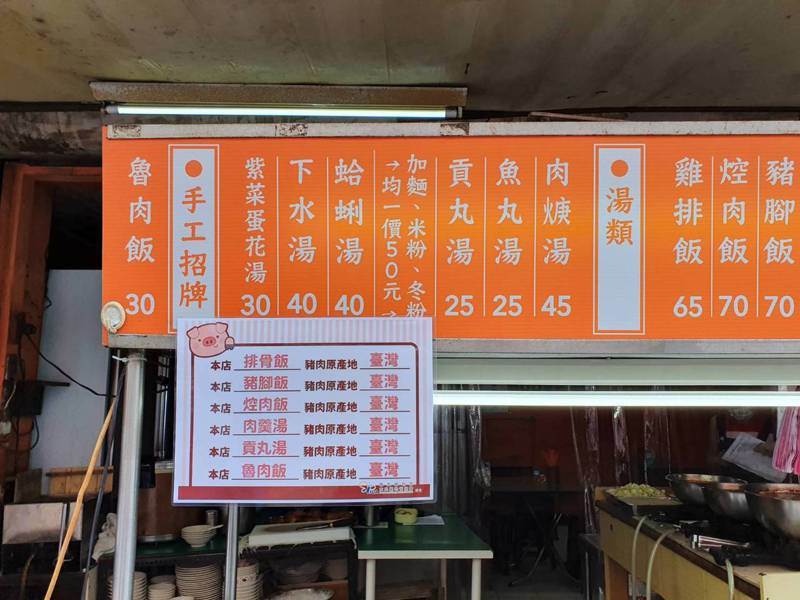 豬腳飯 70
焢肉飯 70
雞排飯 65
湯類
肉焿湯 45
魚丸湯 25
貢丸湯 25
加麵、米粉、冬粉
→均一價50元→
蛤蜊湯 40
下水湯 40
紫菜蛋花湯 30
手工招牌
魯肉飯 30
本店 排骨飯 豬肉原產地 臺灣
本店 豬腳飯 豬肉原產地 臺灣
本店 焢肉飯 豬肉原產地 臺灣
本店 肉羹湯 豬肉原產地 臺灣
本店 貢丸湯 豬肉原產地 臺灣
本店 魯肉飯 豬肉原產地 臺灣